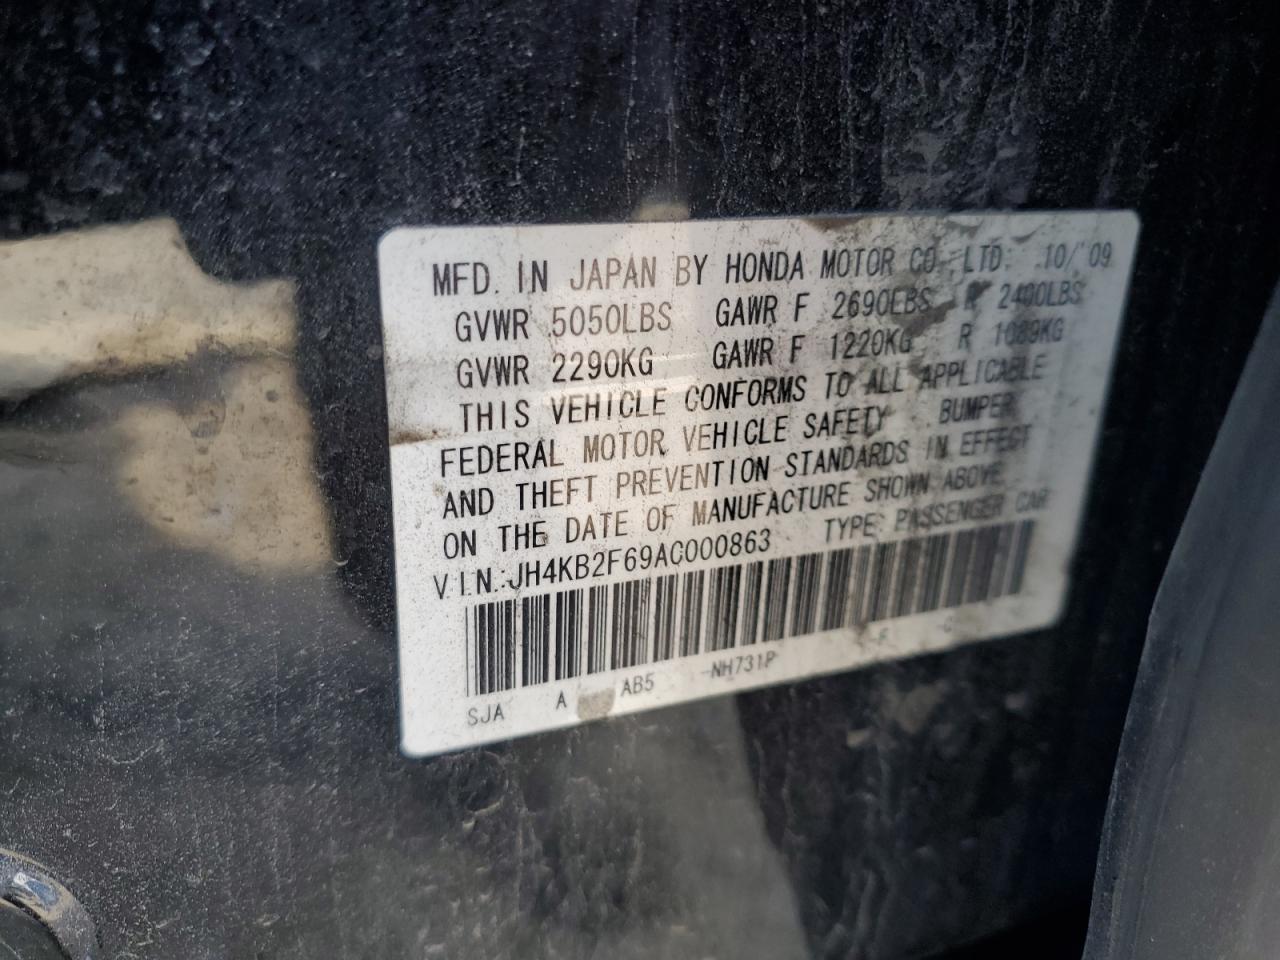 MFD. IN JAPAN BY HONDA MOTOR CO., LTD. 10/'09
GVWR 5050LBS GAWR F 2690LBS R 2400LBS
GVWR 2290KG GAWR F 1220KG R 1089KG
THIS VEHICLE CONFORMS TO ALL APPLICABLE
FEDERAL MOTOR VEHICLE SAFETY BUMPER
AND THEFT PREVENTION STANDARDS IN EFFECT
ON THE DATE OF MANUFACTURE SHOWN ABOVE.
V.I.N.:JH4KB2F69AC000863 TYPE: PASSENGER CAR
SJA A AB5 NH731P F C